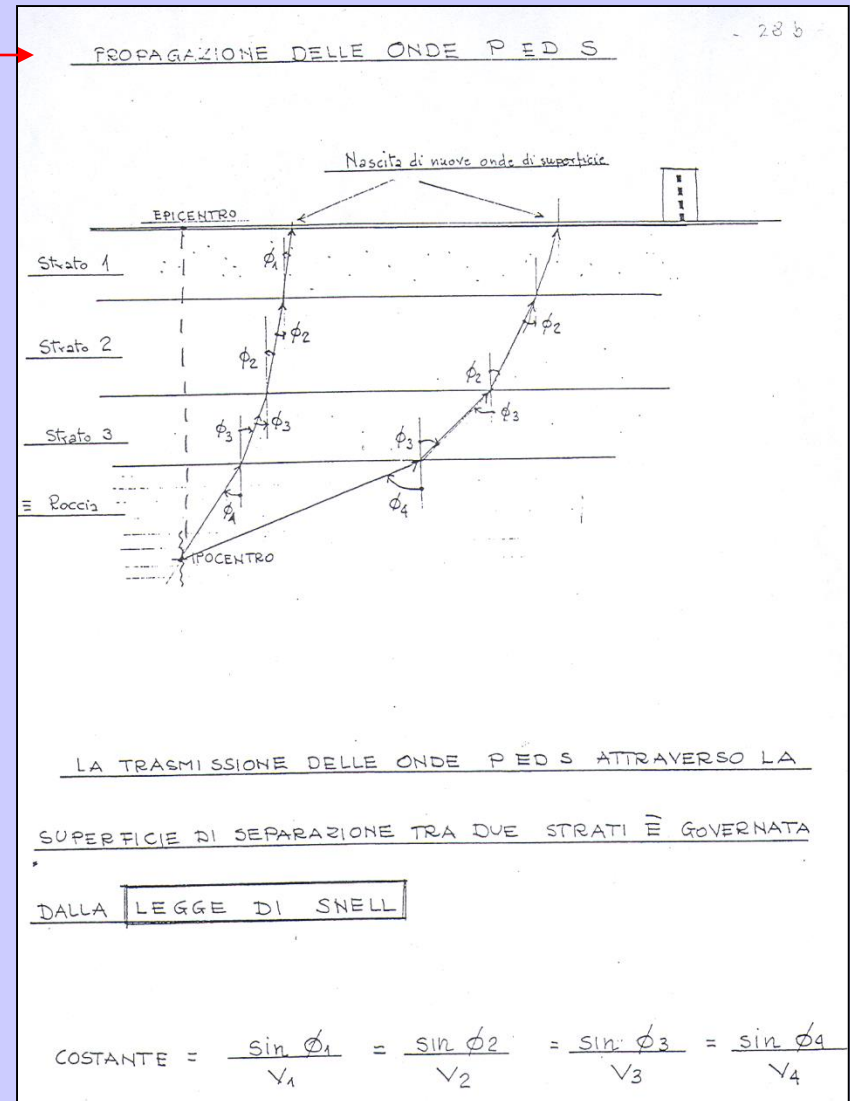 - 28 b
PROPAGAZIONE DELLE ONDE P ED S
Nascita di nuove onde di superficie
EPICENTRO
Strato 1
ϕ1
Strato 2
ϕ2 ϕ2
ϕ2 ϕ2
Strato 3
ϕ3 ϕ3
ϕ3 ϕ3
≡ Roccia
ϕ4
ϕ4
IPOCENTRO
LA TRASMISSIONE DELLE ONDE P ED S ATTRAVERSO LA
SUPERFICIE DI SEPARAZIONE TRA DUE STRATI È GOVERNATA
DALLA LEGGE DI SNELL
COSTANTE = sin ϕ1 / V1 = sin ϕ2 / V2 = sin ϕ3 / V3 = sin ϕ4 / V4